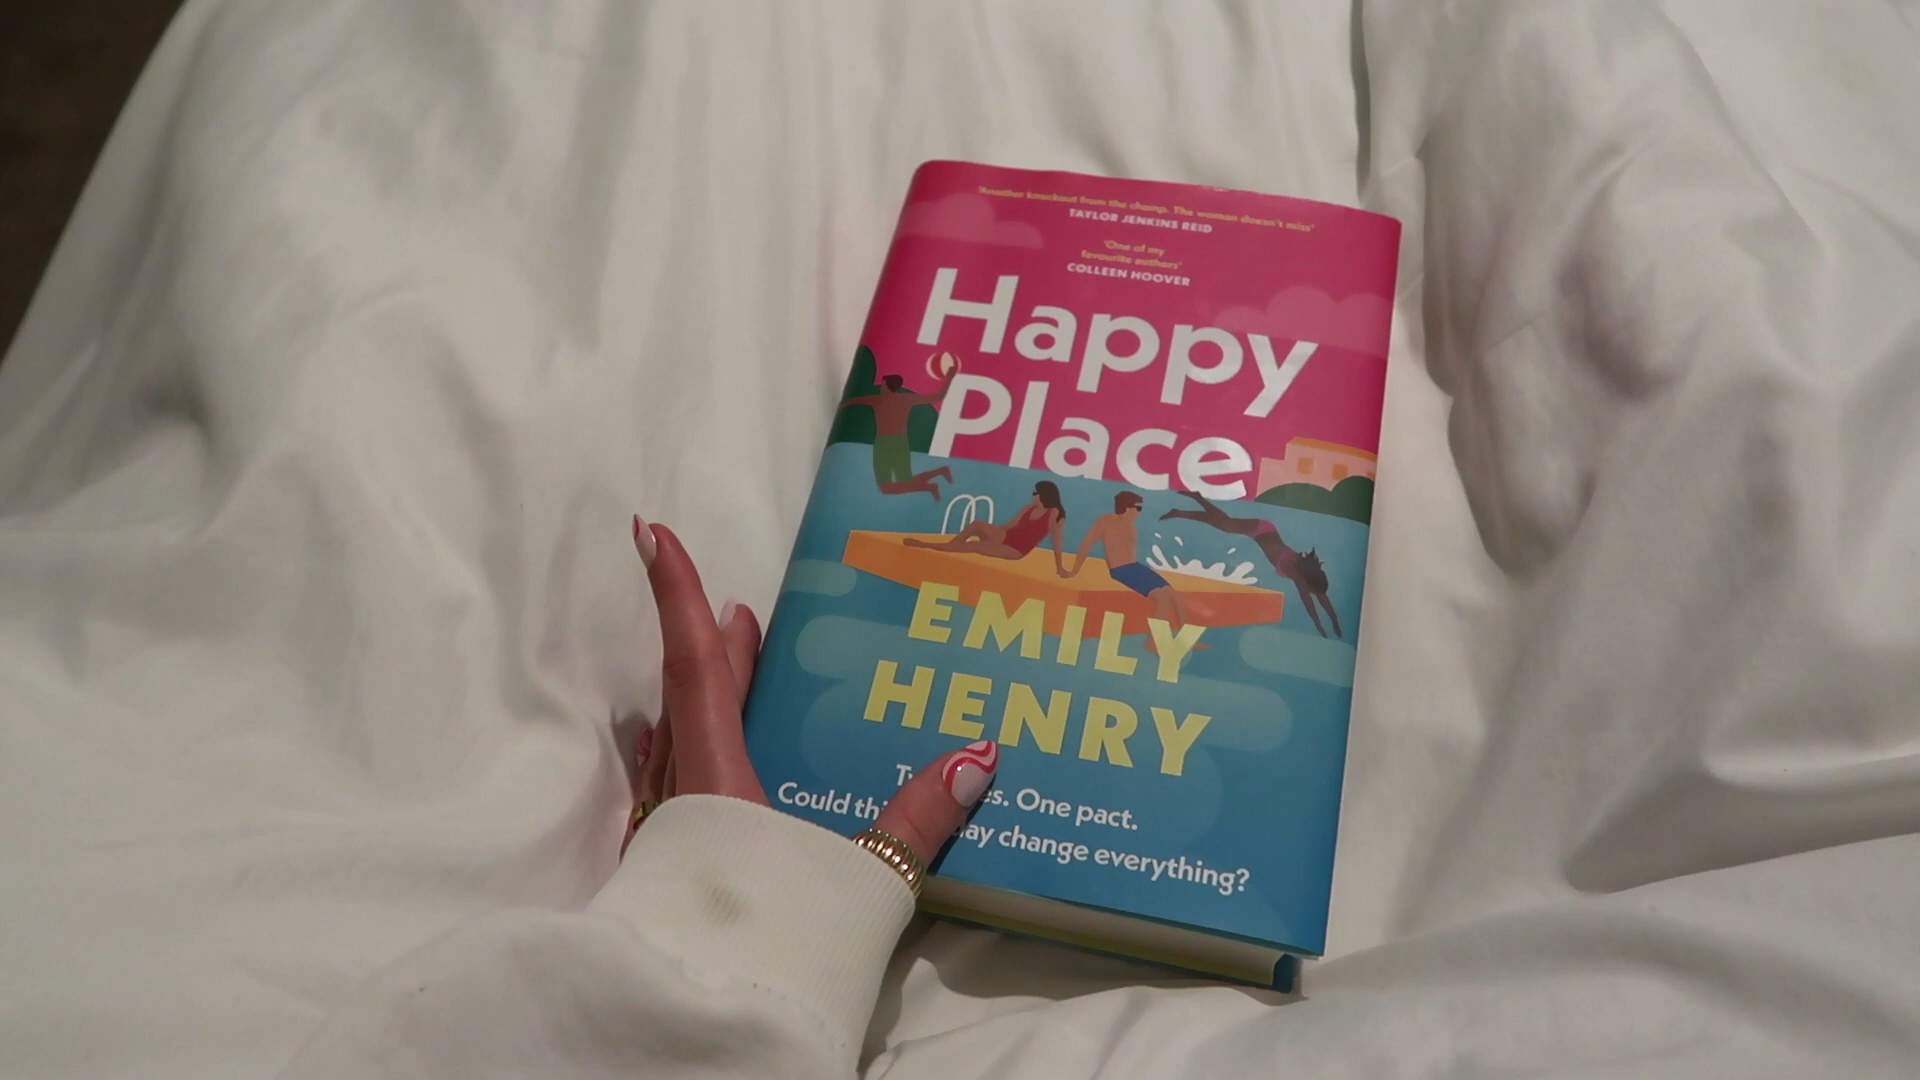 'Another knockout from the champ. The woman doesn't miss'
TAYLOR JENKINS REID
'One of my
favourite authors'
COLLEEN HOOVER
Happy
Place
EMILY
HENRY
One pact.
Could change everything?